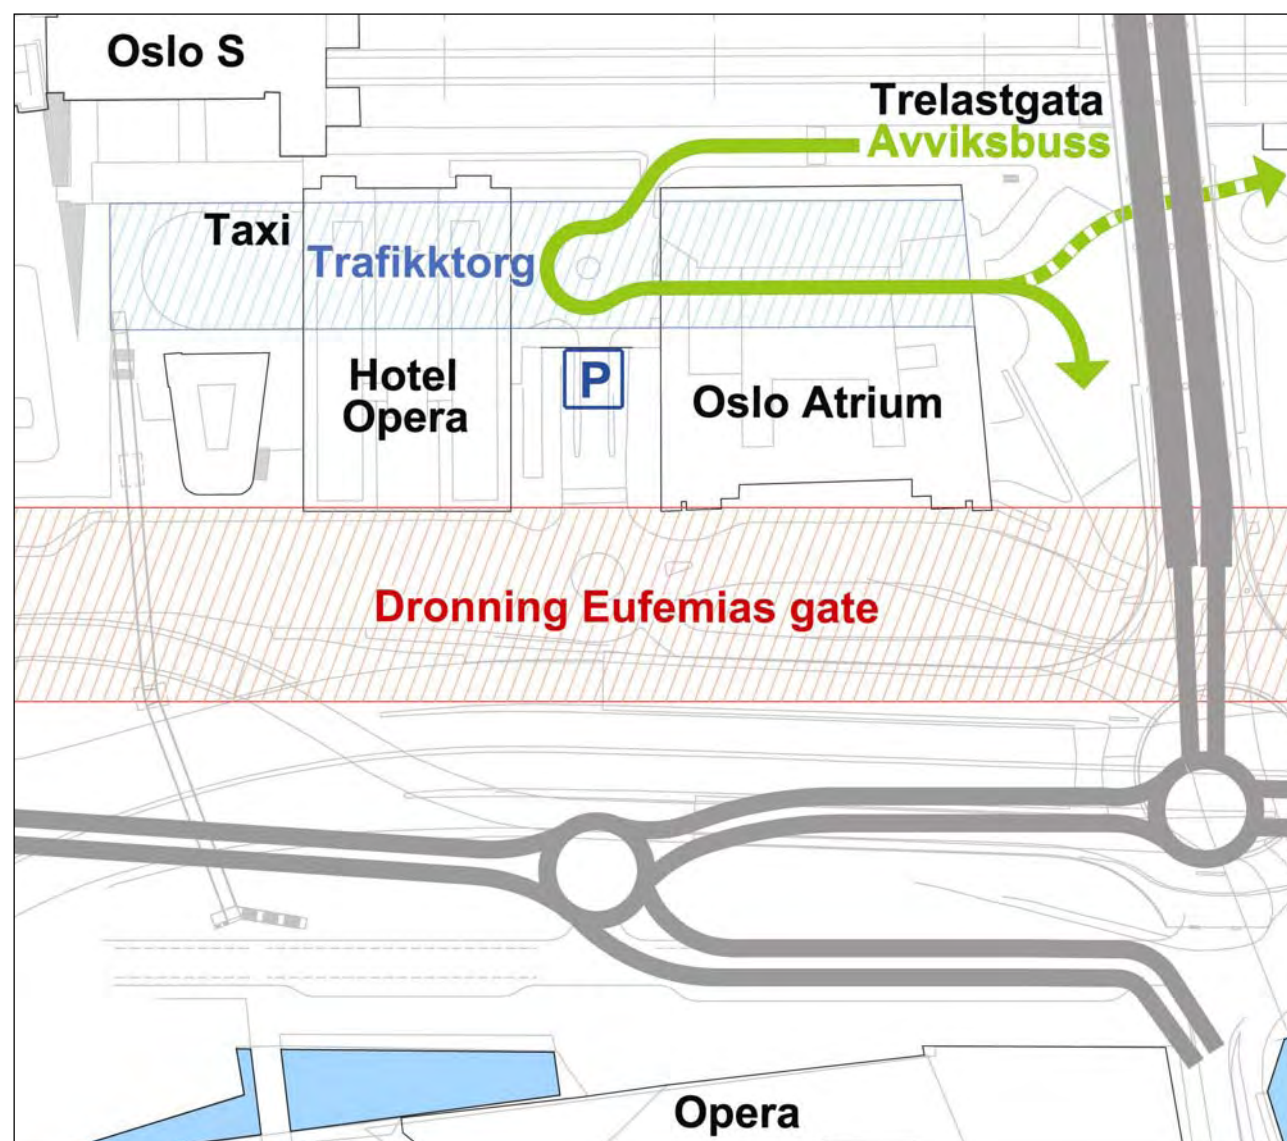 Oslo S
Trelastgata
Avviksbuss
Taxi
Trafikktorg
Hotel
Opera
P
Oslo Atrium
Dronning Eufemias gate
Opera